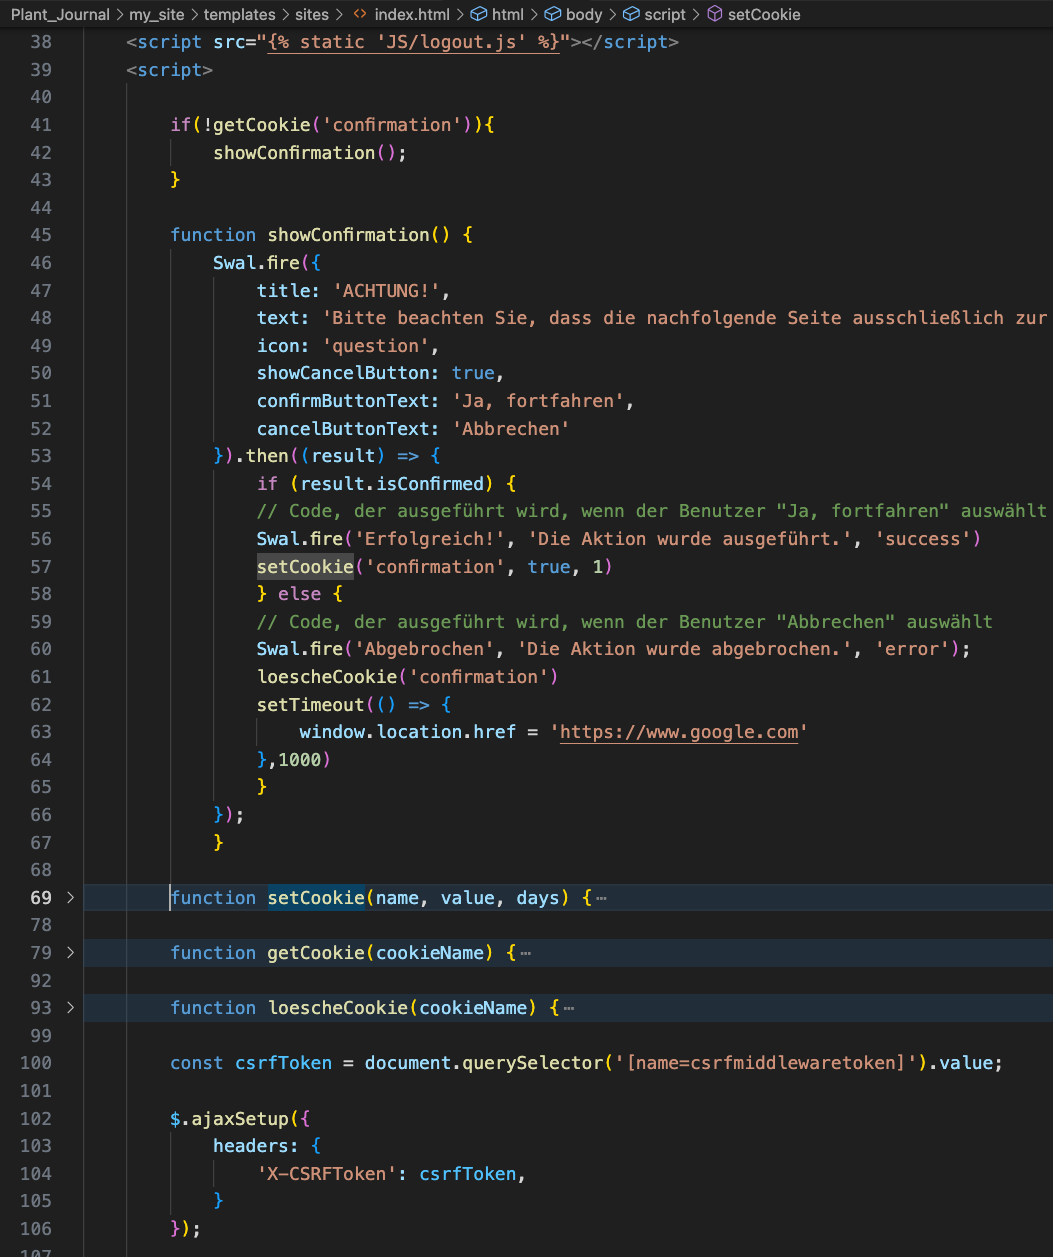 Plant_Journal > my_site > templates > sites > <> index.html > html > body > script > setCookie
38 <script src="{% static 'JS/logout.js' %}"></script>
39 <script>
40
41 if(!getCookie('confirmation')){
42 showConfirmation();
43 }
44
45 function showConfirmation() {
46 Swal.fire({
47 title: 'ACHTUNG!',
48 text: 'Bitte beachten Sie, dass die nachfolgende Seite ausschließlich zur
49 icon: 'question',
50 showCancelButton: true,
51 confirmButtonText: 'Ja, fortfahren',
52 cancelButtonText: 'Abbrechen'
53 }).then((result) => {
54 if (result.isConfirmed) {
55 // Code, der ausgeführt wird, wenn der Benutzer "Ja, fortfahren" auswählt
56 Swal.fire('Erfolgreich!', 'Die Aktion wurde ausgeführt.', 'success')
57 setCookie('confirmation', true, 1)
58 } else {
59 // Code, der ausgeführt wird, wenn der Benutzer "Abbrechen" auswählt
60 Swal.fire('Abgebrochen', 'Die Aktion wurde abgebrochen.', 'error');
61 loescheCookie('confirmation')
62 setTimeout(() => {
63 window.location.href = 'https://www.google.com'
64 },1000)
65 }
66 });
67 }
68
69 > function setCookie(name, value, days) { ⋯
78
79 > function getCookie(cookieName) { ⋯
92
93 > function loescheCookie(cookieName) { ⋯
99
100 const csrfToken = document.querySelector('[name=csrfmiddlewaretoken]').value;
101
102 $.ajaxSetup({
103 headers: {
104 'X-CSRFToken': csrfToken,
105 }
106 });
107